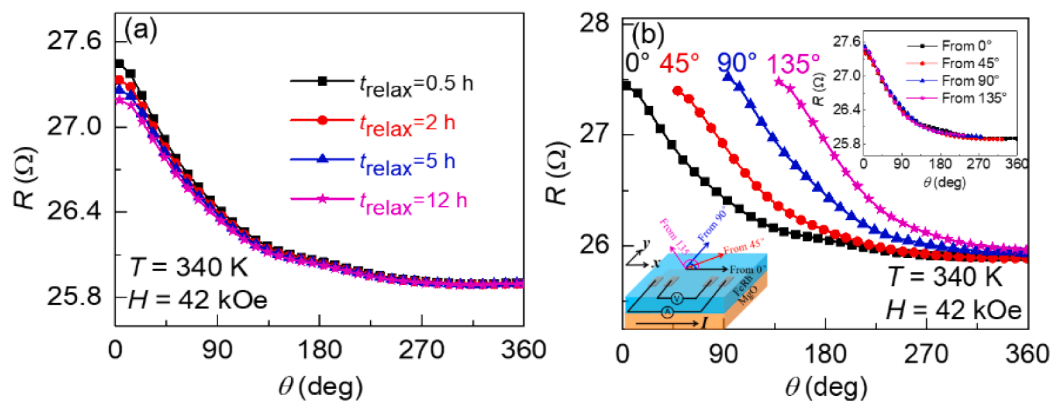 (a)
27.6
27.0
26.4
25.8
R (Ω)
t_relax=0.5 h
t_relax=2 h
t_relax=5 h
t_relax=12 h
T = 340 K
H = 42 kOe
0 90 180 270 360
θ (deg)
(b)
28
27
26
R (Ω)
0° 45° 90° 135°
27.6
27.0
26.4
25.8
R (Ω)
From 0°
From 45°
From 90°
From 135°
0 90 180 270 360
θ (deg)
y
x
From 135°
From 90°
From 45°
From 0°
V
A
FeRh
MgO
I
T = 340 K
H = 42 kOe
0 90 180 270 360
θ (deg)